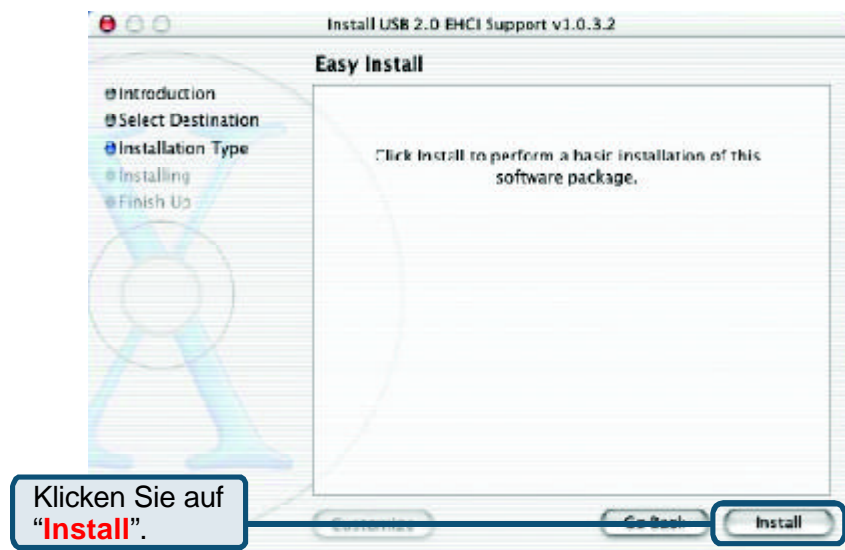 Install USB 2.0 EHCI Support v1.0.3.2
Easy Install
Introduction
Select Destination
Installation Type
Installing
Finish Up
Click Install to perform a basic installation of this
software package.
Klicken Sie auf
“Install”.
Customize
Go Back
Install